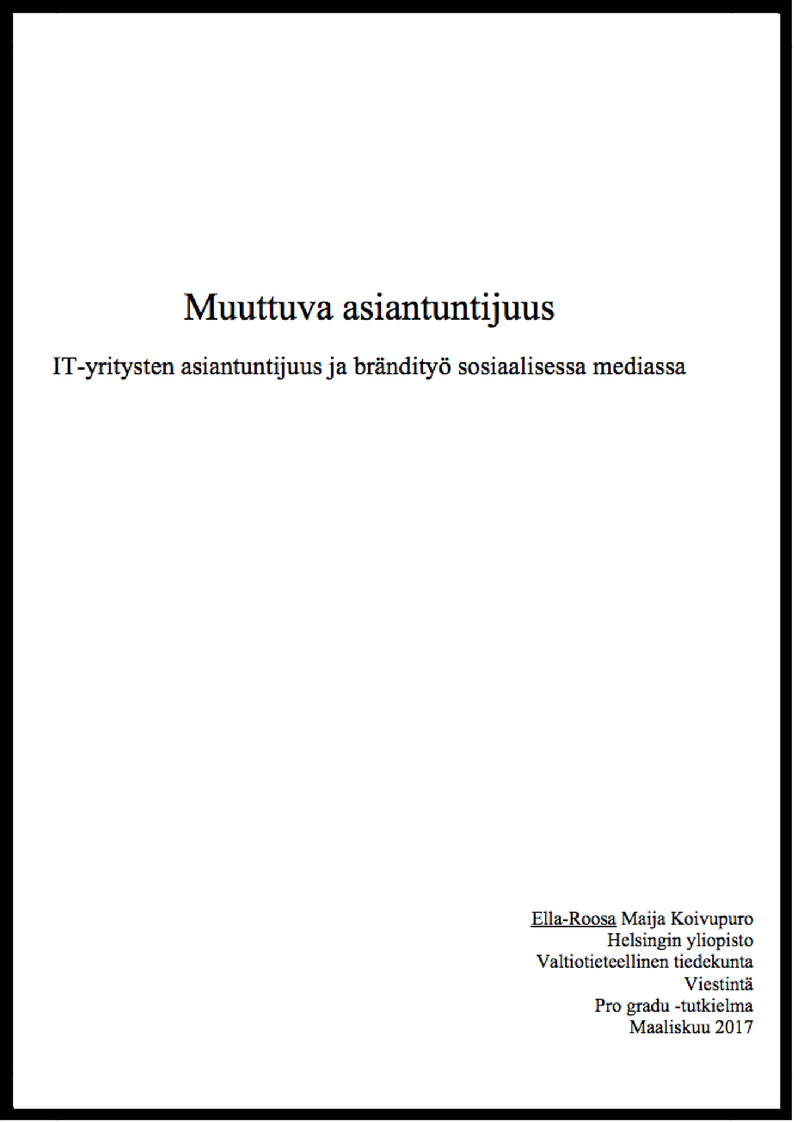 Muuttuva asiantuntijuus
IT-yritysten asiantuntijuus ja brändityö sosiaalisessa mediassa
Ella-Roosa Maija Koivupuro
Helsingin yliopisto
Valtiotieteellinen tiedekunta
Viestintä
Pro gradu -tutkielma
Maaliskuu 2017